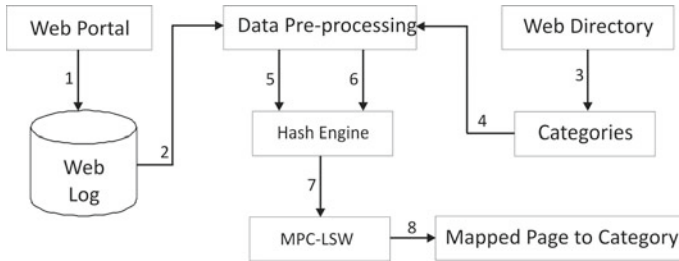 Web Portal
Data Pre-processing
Web Directory
1
5
6
3
2
4
Web
Log
Hash Engine
Categories
7
MPC-LSW
8
Mapped Page to Category